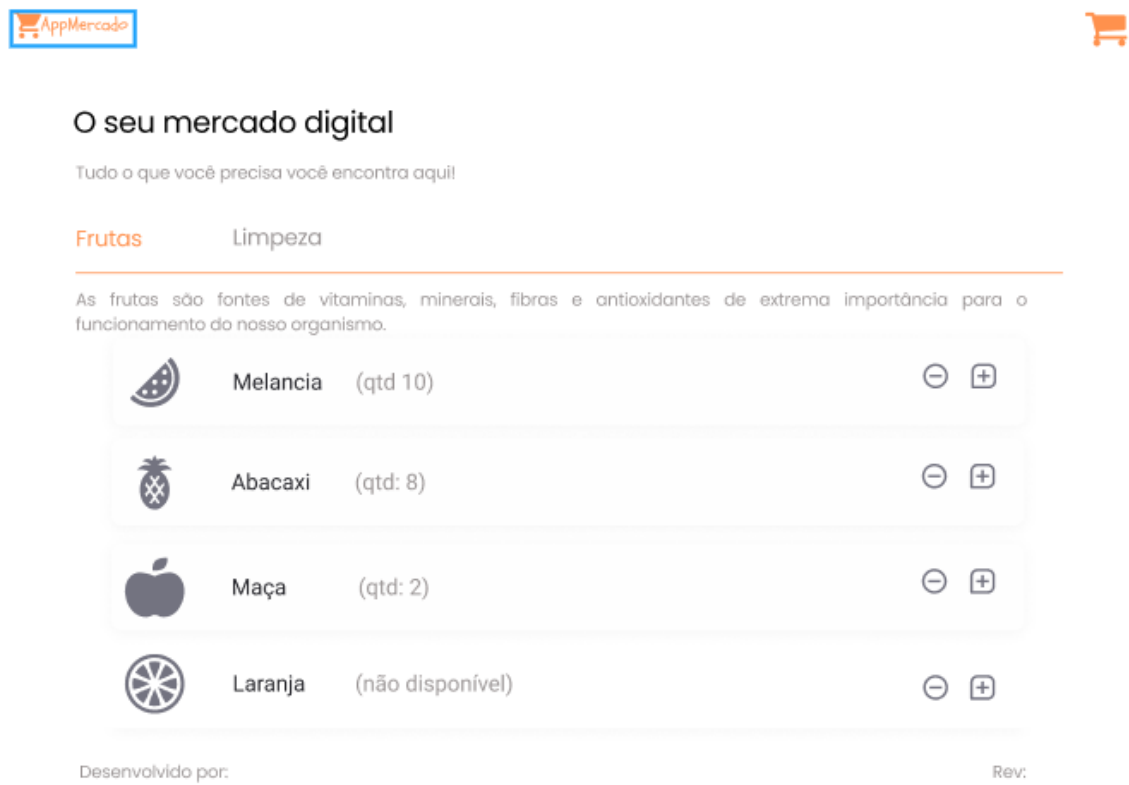 AppMercado
O seu mercado digital
Tudo o que você precisa você encontra aqui!
Frutas Limpeza
As frutas são fontes de vitaminas, minerais, fibras e antioxidantes de extrema importância para o
funcionamento do nosso organismo.
Melancia (qtd 10)
Abacaxi (qtd: 8)
Maça (qtd: 2)
Laranja (não disponível)
Desenvolvido por: Rev: